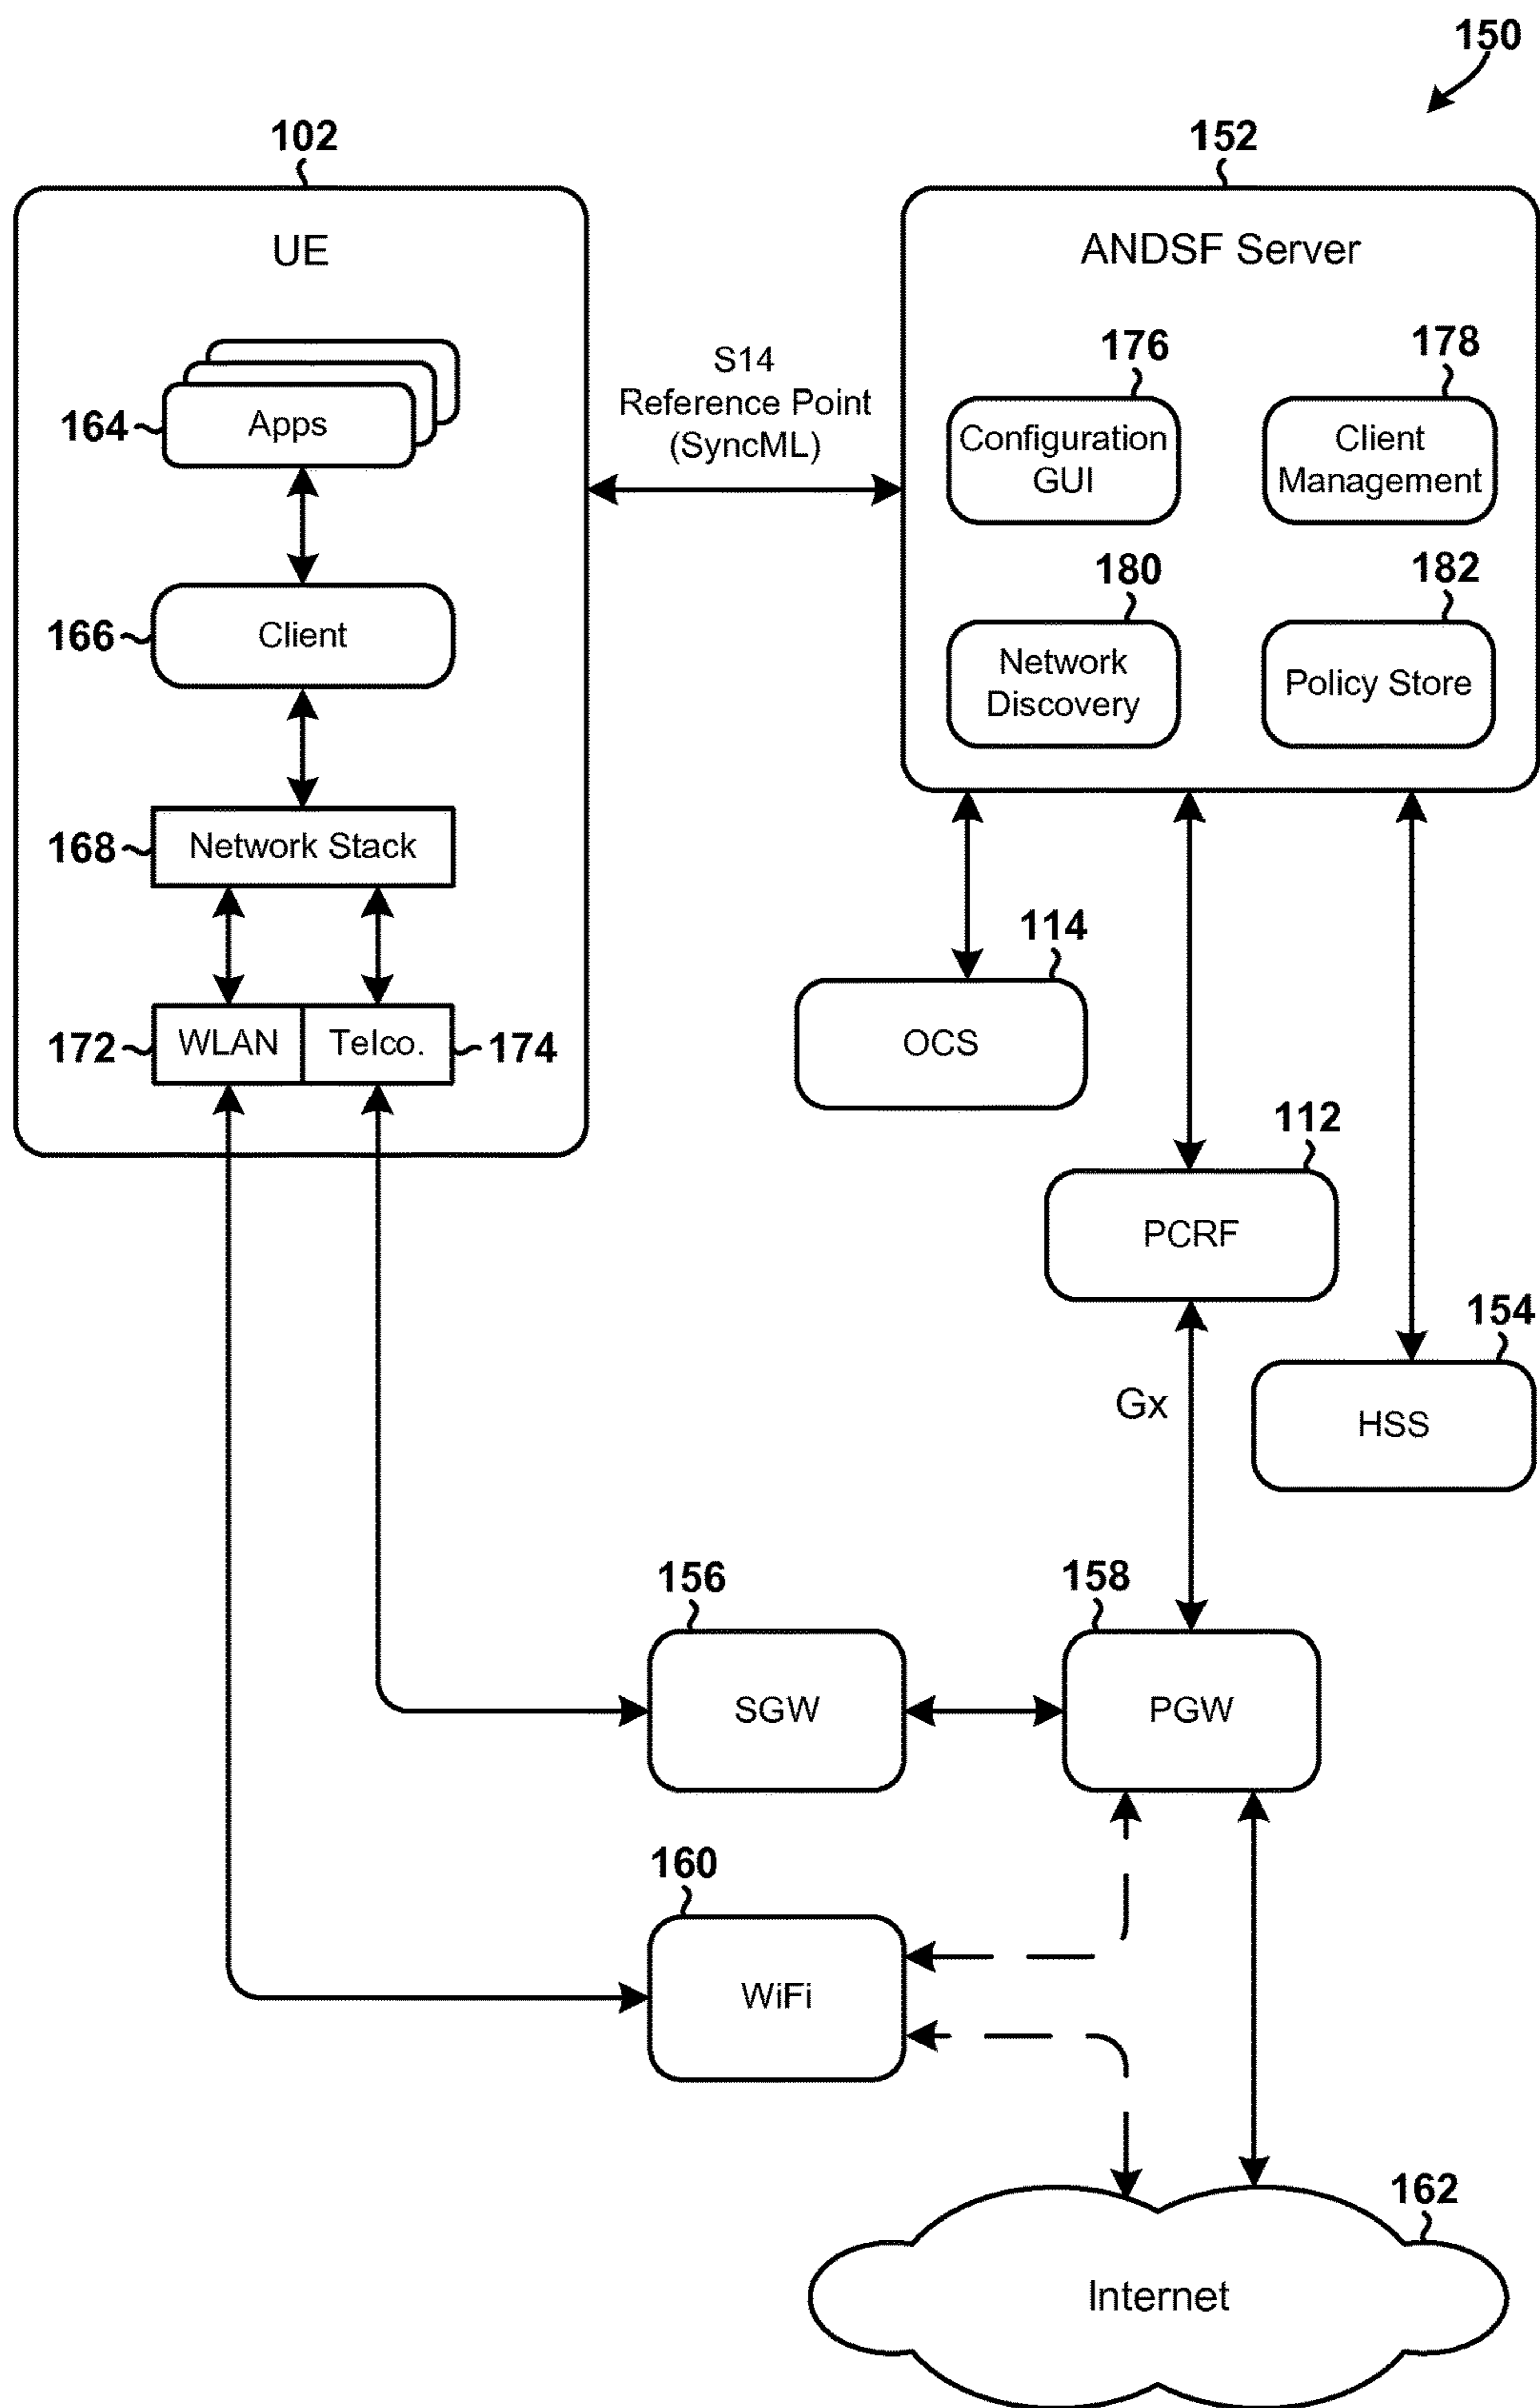 150
102
152
UE
ANDSF Server
S14
Reference Point
(SyncML)
176
178
164
Apps
Configuration
GUI
Client
Management
180
182
166
Client
Network
Discovery
Policy Store
168
Network Stack
114
172
WLAN
Telco.
174
OCS
112
PCRF
154
Gx
HSS
156
158
SGW
PGW
160
WiFi
162
Internet